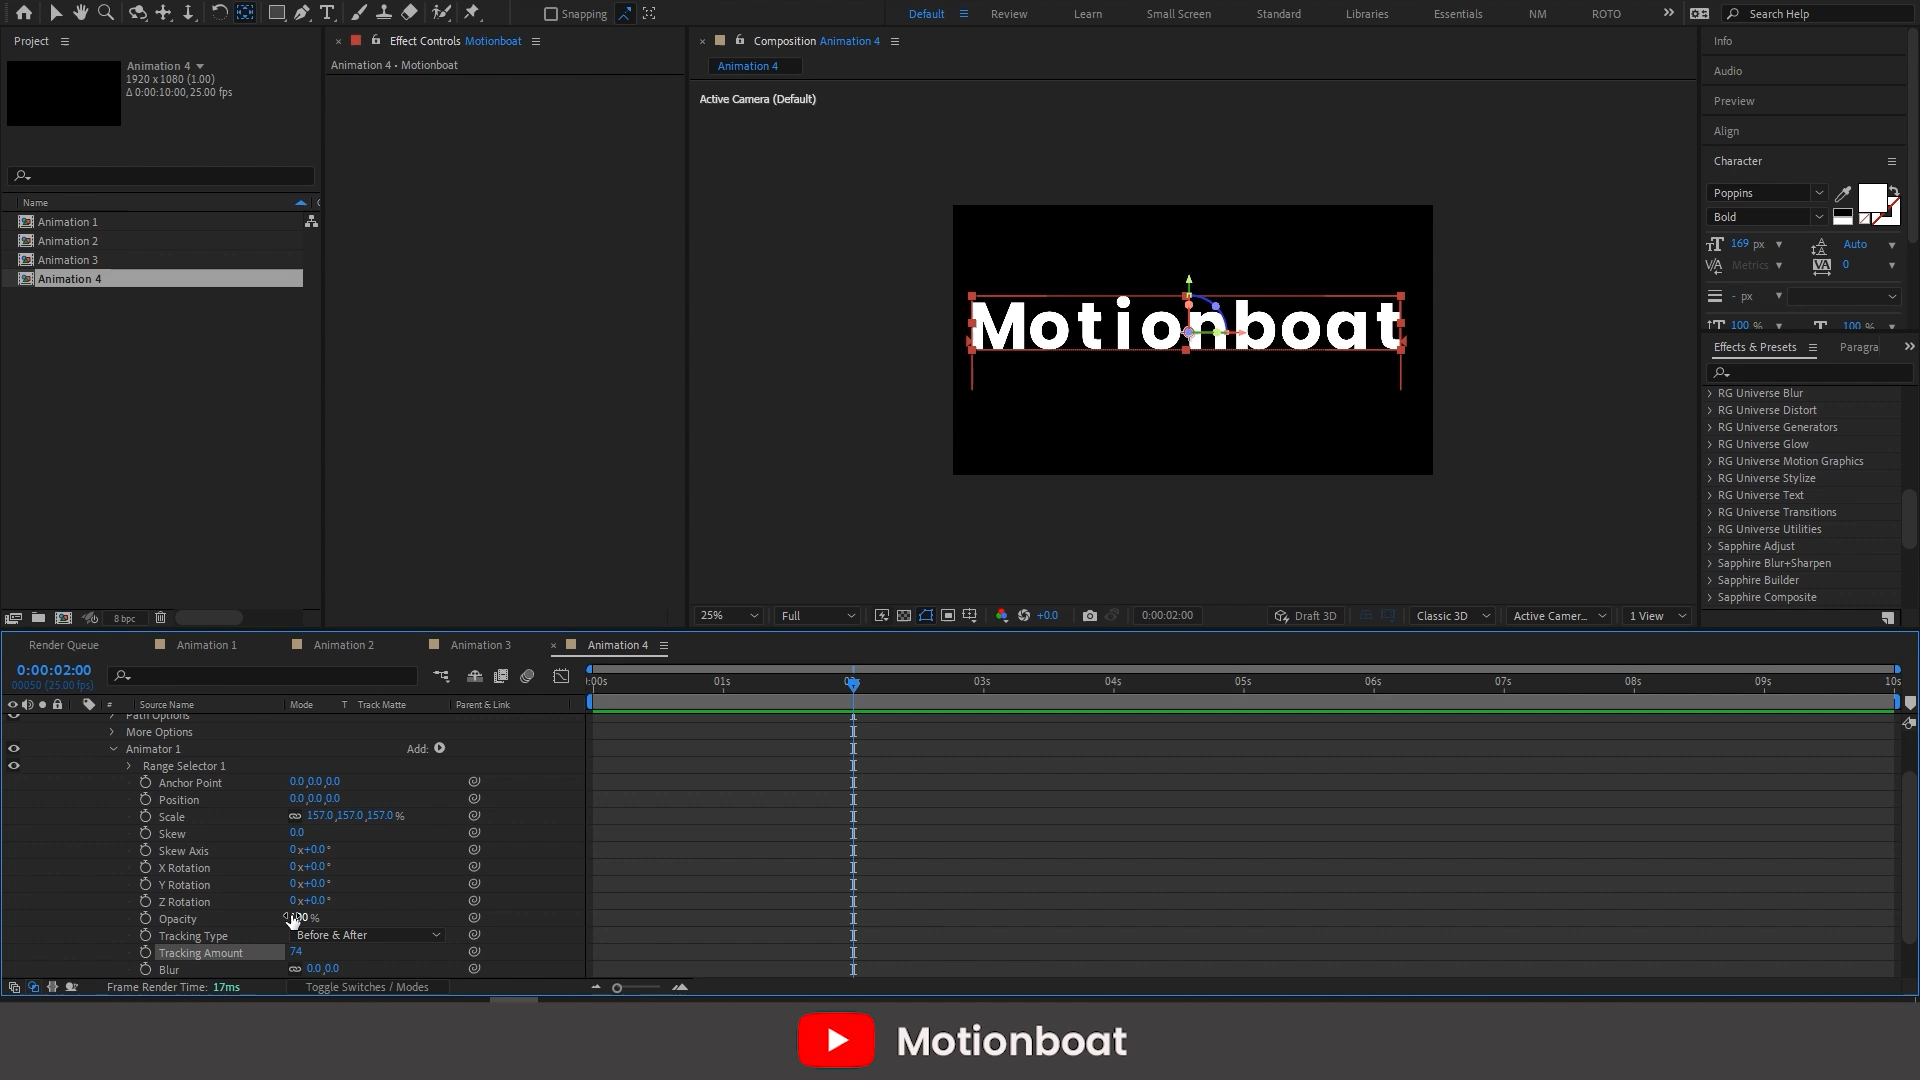 Snapping
Default
Review
Learn
Small Screen
Standard
Libraries
Essentials
NM
ROTO
Search Help
Project
Effect Controls Motionboat
Composition Animation 4
Info
Animation 4
1920 x 1080 (1.00)
Δ 0:00:10:00, 25.00 fps
Animation 4 • Motionboat
Animation 4
Active Camera (Default)
Audio
Preview
Align
Character
Poppins
Bold
169 px
Auto
Metrics
0
- px
100 %
100 %
Name
Animation 1
Animation 2
Animation 3
Animation 4
Motionboat
Effects & Presets
Paragra
RG Universe Blur
RG Universe Distort
RG Universe Generators
RG Universe Glow
RG Universe Motion Graphics
RG Universe Stylize
RG Universe Text
RG Universe Transitions
RG Universe Utilities
Sapphire Adjust
Sapphire Blur+Sharpen
Sapphire Builder
Sapphire Composite
8 bpc
25%
Full
+0.0
0:00:02:00
Draft 3D
Classic 3D
Active Camer...
1 View
Render Queue
Animation 1
Animation 2
Animation 3
Animation 4
0:00:02:00
00050 (25.00 fps)
:00s
01s
03s
04s
05s
06s
07s
08s
09s
10s
# Source Name
Mode
T Track Matte
Parent & Link
Path Options
More Options
Animator 1
Add:
Range Selector 1
Anchor Point 0.0,0.0,0.0
Position 0.0,0.0,0.0
Scale 157.0,157.0,157.0 %
Skew 0.0
Skew Axis 0 x+0.0 °
X Rotation 0 x+0.0 °
Y Rotation 0 x+0.0 °
Z Rotation 0 x+0.0 °
Opacity %
Tracking Type Before & After
Tracking Amount 74
Blur 0.0,0.0
Frame Render Time: 17ms
Toggle Switches / Modes
Motionboat